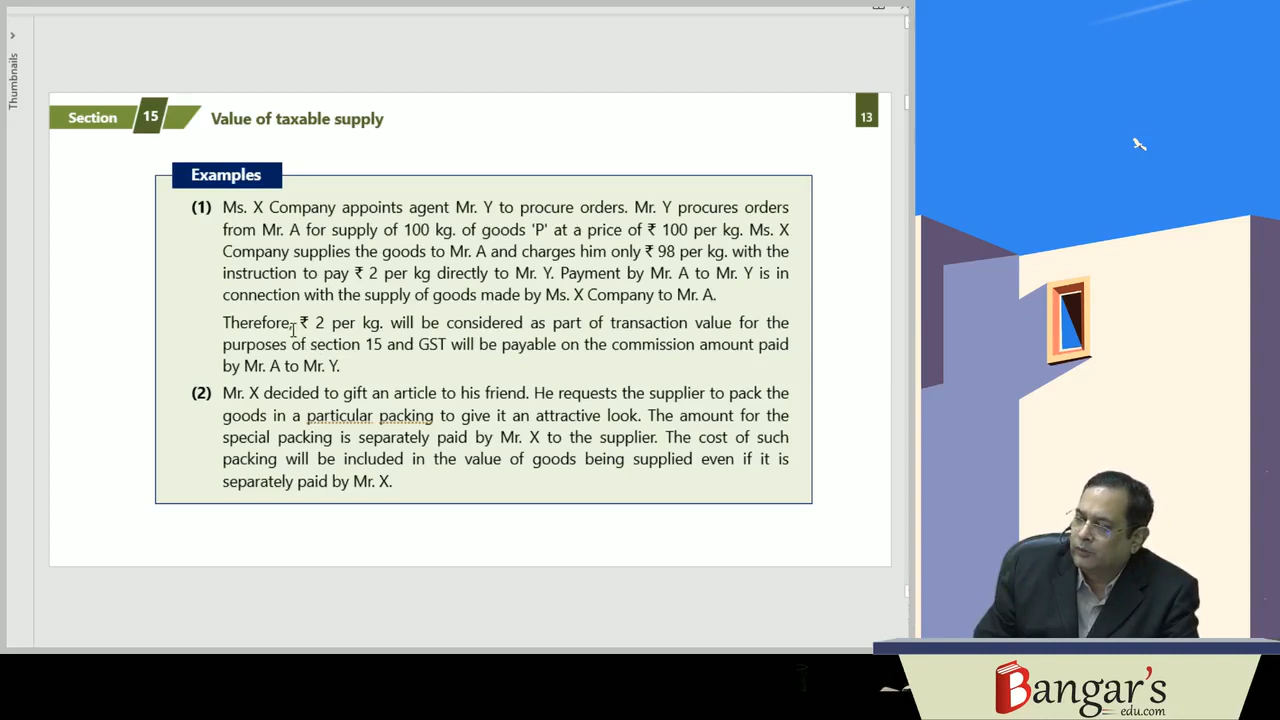 Thumbnails
Section 15 Value of taxable supply 13
Examples
(1) Ms. X Company appoints agent Mr. Y to procure orders. Mr. Y procures orders
from Mr. A for supply of 100 kg. of goods 'P' at a price of ₹ 100 per kg. Ms. X
Company supplies the goods to Mr. A and charges him only ₹ 98 per kg. with the
instruction to pay ₹ 2 per kg directly to Mr. Y. Payment by Mr. A to Mr. Y is in
connection with the supply of goods made by Ms. X Company to Mr. A.
Therefore, ₹ 2 per kg. will be considered as part of transaction value for the
purposes of section 15 and GST will be payable on the commission amount paid
by Mr. A to Mr. Y.
(2) Mr. X decided to gift an article to his friend. He requests the supplier to pack the
goods in a particular packing to give it an attractive look. The amount for the
special packing is separately paid by Mr. X to the supplier. The cost of such
packing will be included in the value of goods being supplied even if it is
separately paid by Mr. X.
Bangar's
edu.com